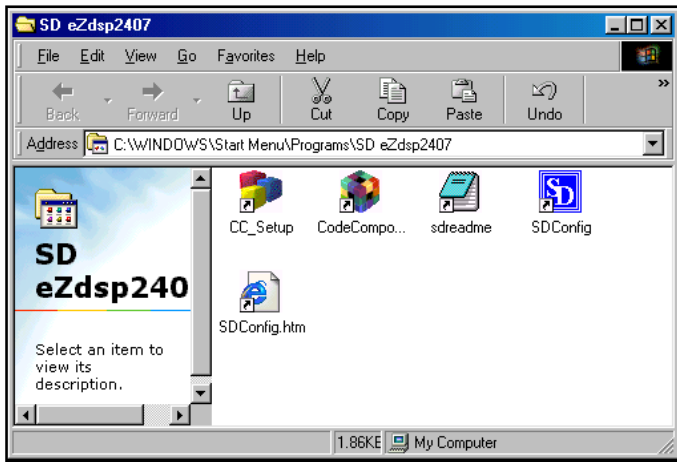 SD eZdsp2407
File Edit View Go Favorites Help
Back Forward Up Cut Copy Paste Undo »
Address C:\WINDOWS\Start Menu\Programs\SD eZdsp2407
CC_Setup CodeCompo... sdreadme SDConfig
SD
SDConfig.htm
SD
eZdsp240
Select an item to
view its
description.
1.86KE My Computer